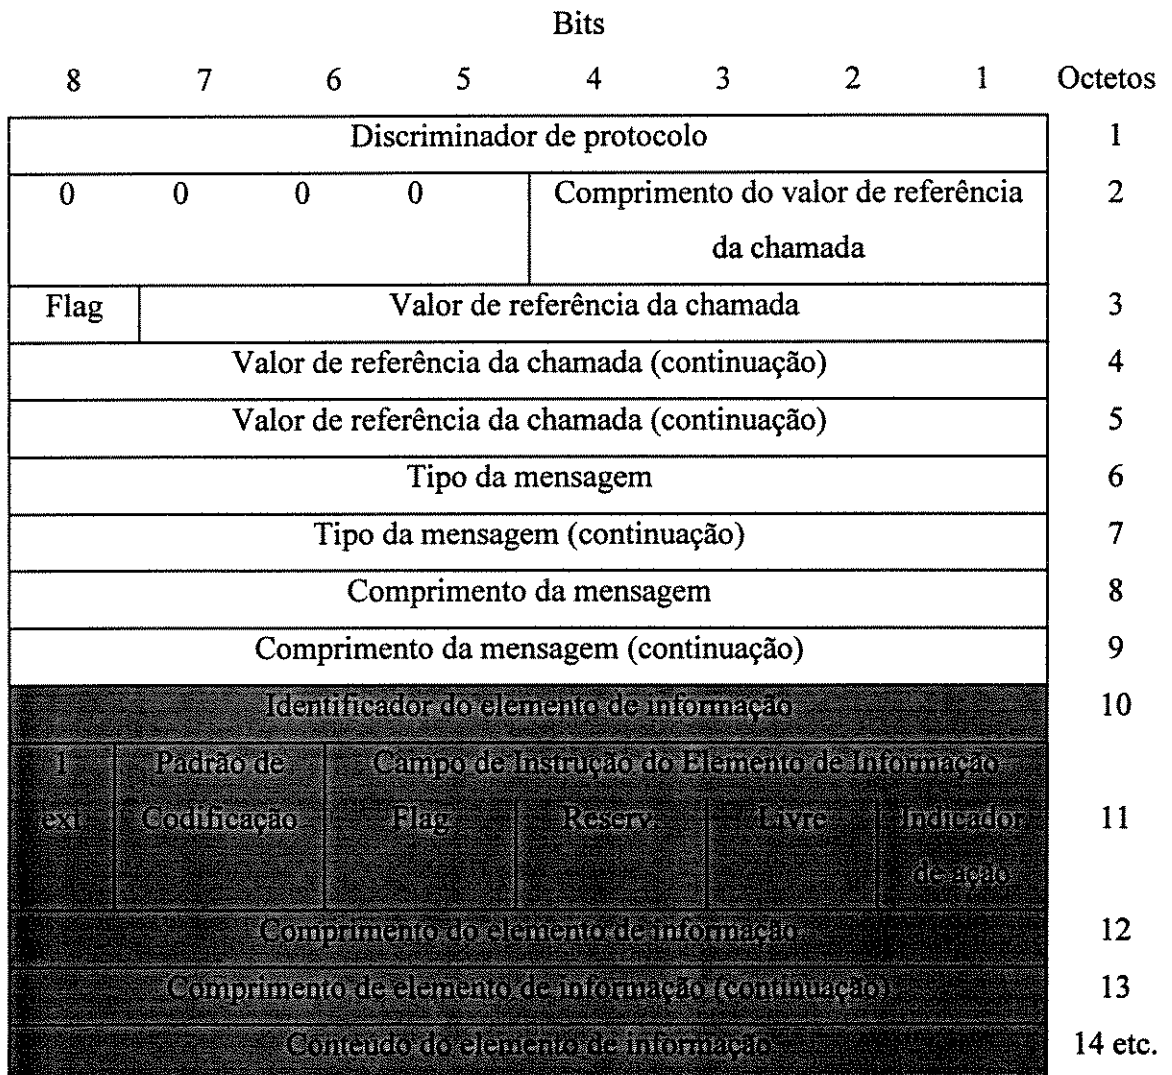 Bits
8 7 6 5 4 3 2 1 Octetos
Discriminador de protocolo 1
0 0 0 0 Comprimento do valor de referência 2
da chamada
Flag Valor de referência da chamada 3
Valor de referência da chamada (continuação) 4
Valor de referência da chamada (continuação) 5
Tipo da mensagem 6
Tipo da mensagem (continuação) 7
Comprimento da mensagem 8
Comprimento da mensagem (continuação) 9
Identificador do elemento de informação 10
1 Padrão de Campo de Instrução do Elemento de Informação
ext Codificação Flag Reserv. Livre Indicador 11
de ação
Comprimento do elemento de informação 12
Comprimento de elemento de informação (continuação) 13
Conteúdo do elemento de informação 14 etc.